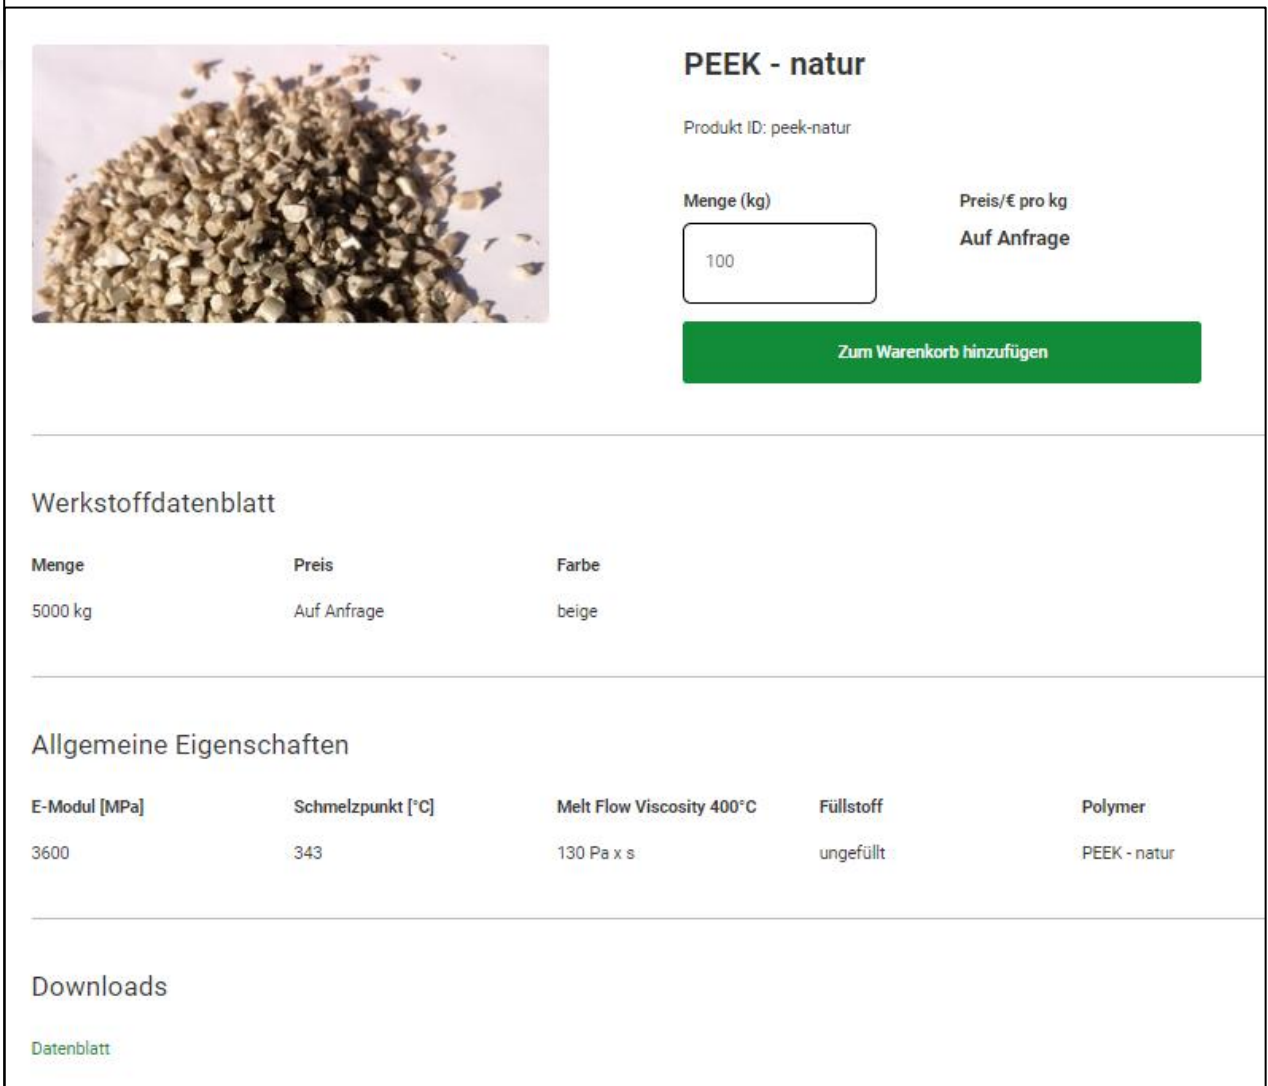 PEEK - natur
Produkt ID: peek-natur
Menge (kg) Preis/€ pro kg
Auf Anfrage
100
Zum Warenkorb hinzufügen
Werkstoffdatenblatt
Menge Preis Farbe
5000 kg Auf Anfrage beige
Allgemeine Eigenschaften
E-Modul [MPa] Schmelzpunkt [°C] Melt Flow Viscosity 400°C Füllstoff Polymer
3600 343 130 Pa x s ungefüllt PEEK - natur
Downloads
Datenblatt